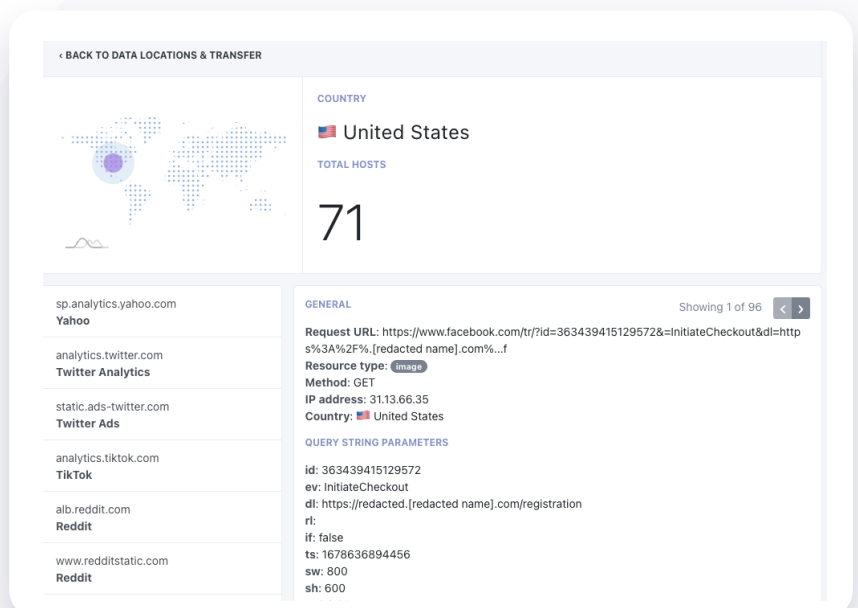 ‹ BACK TO DATA LOCATIONS & TRANSFER
COUNTRY
🇺🇸 United States
TOTAL HOSTS
71
sp.analytics.yahoo.com
Yahoo
analytics.twitter.com
Twitter Analytics
static.ads-twitter.com
Twitter Ads
analytics.tiktok.com
TikTok
alb.reddit.com
Reddit
www.redditstatic.com
Reddit
GENERAL
Showing 1 of 96
‹ ›
Request URL: https://www.facebook.com/tr/?id=363439415129572&=InitiateCheckout&dl=http
s%3A%2F%.[redacted name].com%...f
Resource type: image
Method: GET
IP address: 31.13.66.35
Country: 🇺🇸 United States
QUERY STRING PARAMETERS
id: 363439415129572
ev: InitiateCheckout
dl: https://redacted.[redacted name].com/registration
rl:
if: false
ts: 1678636894456
sw: 800
sh: 600